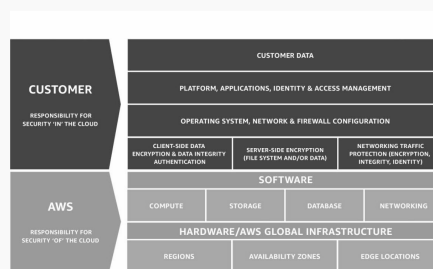 CUSTOMER
RESPONSIBILITY FOR
SECURITY 'IN' THE CLOUD
CUSTOMER DATA
PLATFORM, APPLICATIONS, IDENTITY & ACCESS MANAGEMENT
OPERATING SYSTEM, NETWORK & FIREWALL CONFIGURATION
CLIENT-SIDE DATA
ENCRYPTION & DATA INTEGRITY
AUTHENTICATION
SERVER-SIDE ENCRYPTION
(FILE SYSTEM AND/OR DATA)
NETWORKING TRAFFIC
PROTECTION (ENCRYPTION,
INTEGRITY, IDENTITY)
AWS
RESPONSIBILITY FOR
SECURITY 'OF' THE CLOUD
SOFTWARE
COMPUTE
STORAGE
DATABASE
NETWORKING
HARDWARE/AWS GLOBAL INFRASTRUCTURE
REGIONS
AVAILABILITY ZONES
EDGE LOCATIONS